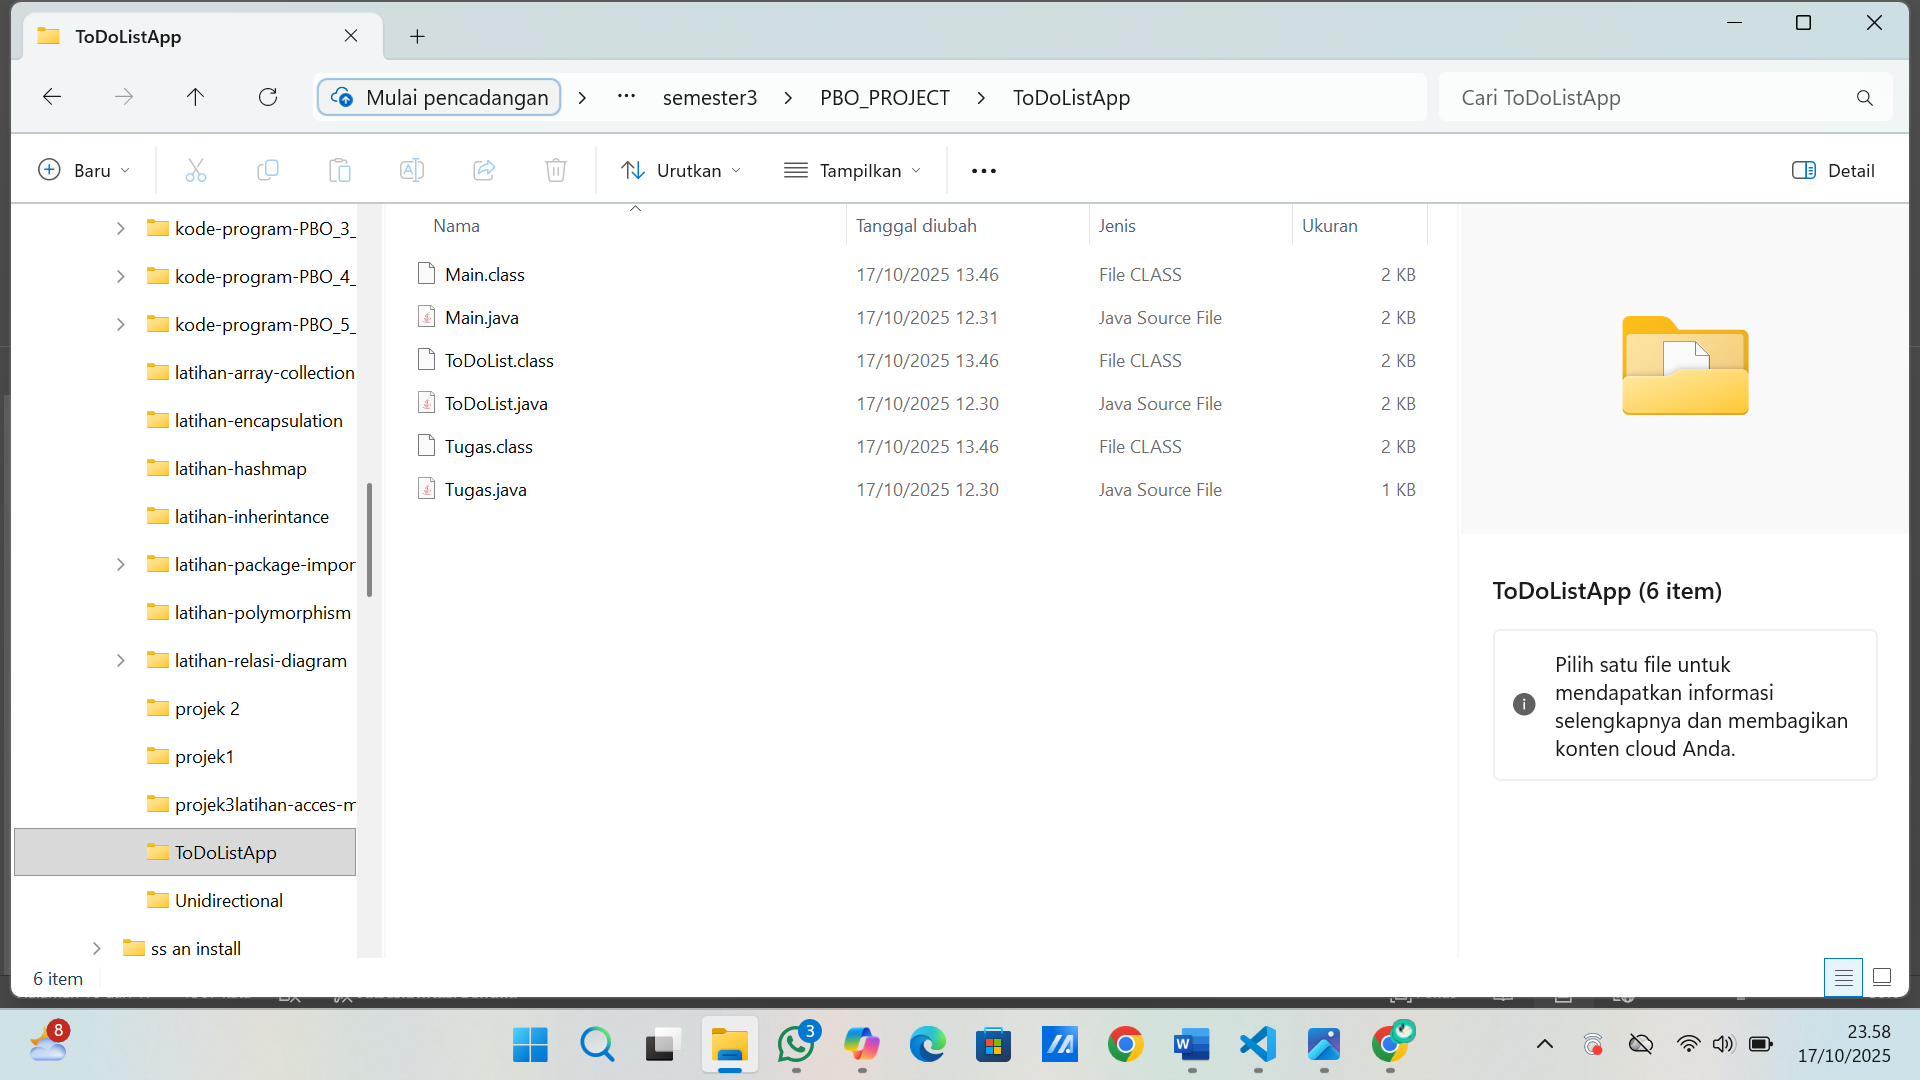 ToDoListApp
Mulai pencadangan
semester3
PBO_PROJECT
ToDoListApp
Cari ToDoListApp
Baru
Urutkan
Tampilkan
Detail
kode-program-PBO_3_
kode-program-PBO_4_
kode-program-PBO_5_
latihan-array-collection
latihan-encapsulation
latihan-hashmap
latihan-inherintance
latihan-package-impor
latihan-polymorphism
latihan-relasi-diagram
projek 2
projek1
projek3latihan-acces-m
ToDoListApp
Unidirectional
ss an install
Nama Tanggal diubah Jenis Ukuran
Main.class 17/10/2025 13.46 File CLASS 2 KB
Main.java 17/10/2025 12.31 Java Source File 2 KB
ToDoList.class 17/10/2025 13.46 File CLASS 2 KB
ToDoList.java 17/10/2025 12.30 Java Source File 2 KB
Tugas.class 17/10/2025 13.46 File CLASS 2 KB
Tugas.java 17/10/2025 12.30 Java Source File 1 KB
ToDoListApp (6 item)
Pilih satu file untuk
mendapatkan informasi
selengkapnya dan membagikan
konten cloud Anda.
6 item
8
3
23.58
17/10/2025